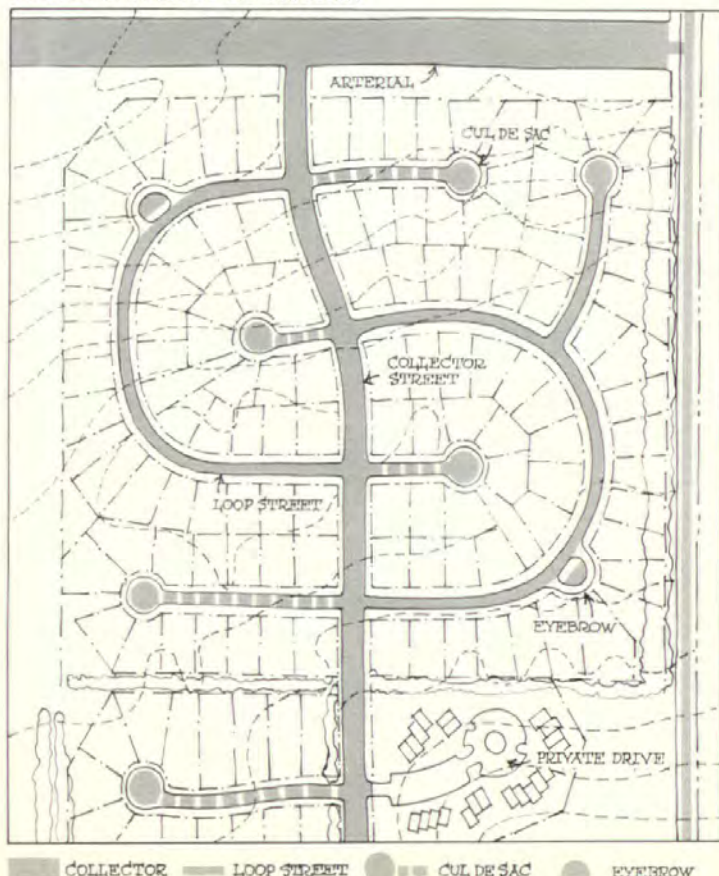 ARTERIAL
CUL DE SAC
COLLECTOR
STREET
LOOP STREET
EYEBROW
PRIVATE DRIVE
COLLECTOR LOOP STREET CUL DE SAC EYEBROW